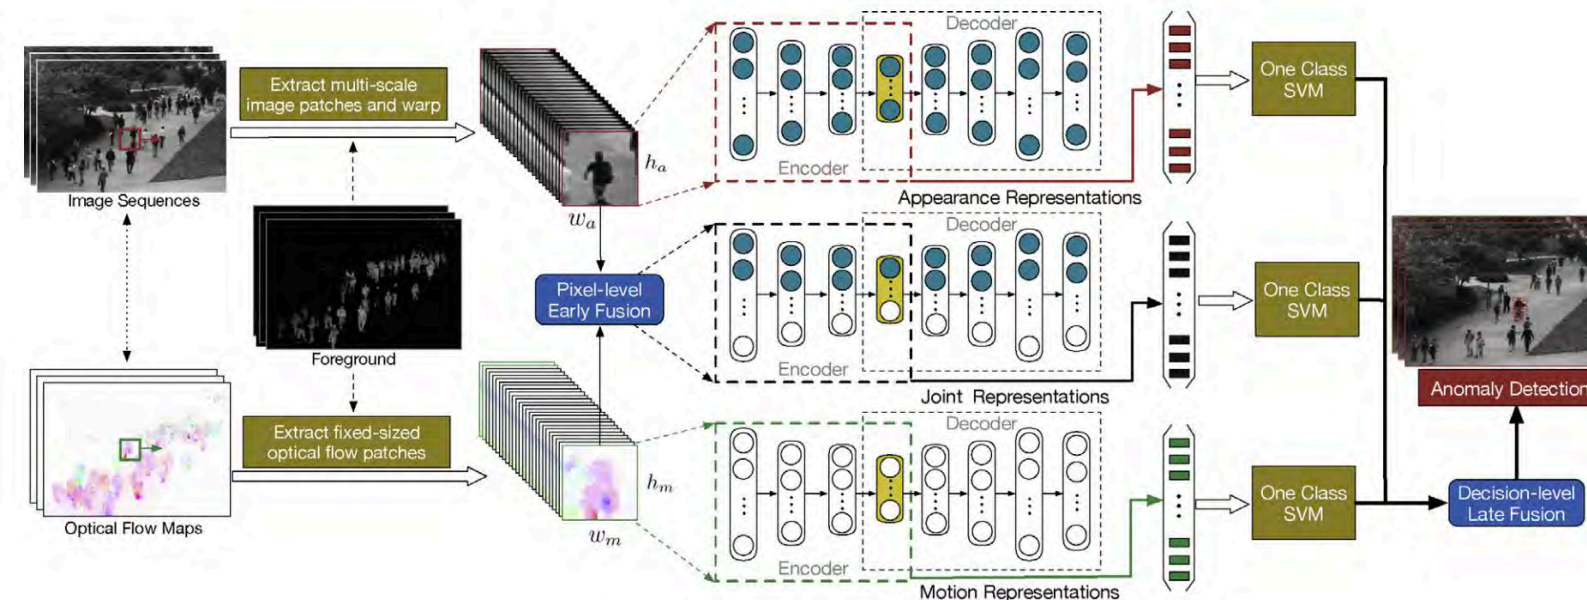 Image Sequences
Extract multi-scale
image patches and warp
Foreground
Optical Flow Maps
Extract fixed-sized
optical flow patches
h_a
w_a
Pixel-level
Early Fusion
h_m
w_m
Decoder
Encoder
Appearance Representations
Decoder
Encoder
Joint Representations
Decoder
Encoder
Motion Representations
One Class
SVM
One Class
SVM
One Class
SVM
Anomaly Detection
Decision-level
Late Fusion